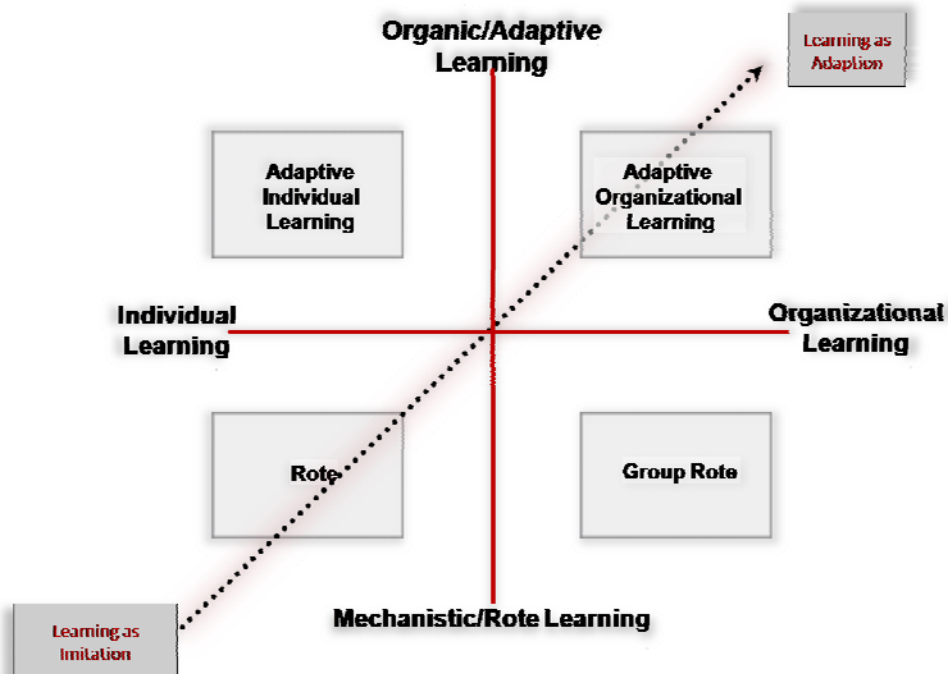 Organic/Adaptive
Learning
Learning as
Adaption
Adaptive
Individual
Learning
Adaptive
Organizational
Learning
Individual
Learning
Organizational
Learning
Rote
Group Rote
Mechanistic/Rote Learning
Learning as
Imitation